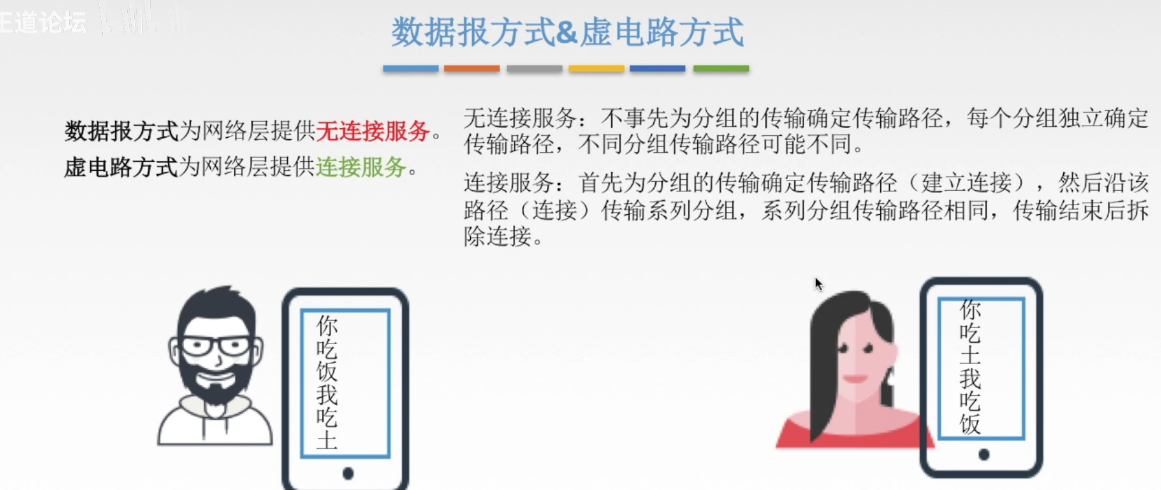 王道论坛
数据报方式&虚电路方式
数据报方式为网络层提供无连接服务。
虚电路方式为网络层提供连接服务。
无连接服务：不事先为分组的传输确定传输路径，每个分组独立确定
传输路径，不同分组传输路径可能不同。
连接服务：首先为分组的传输确定传输路径（建立连接），然后沿该
路径（连接）传输系列分组，系列分组传输路径相同，传输结束后拆
除连接。
你吃饭我吃土
你吃土我吃饭